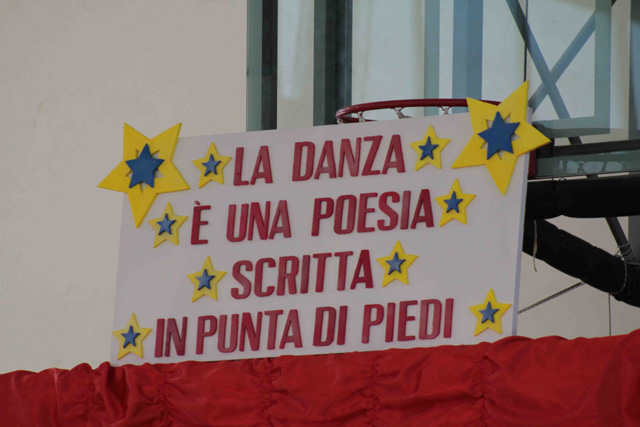 LA DANZA
È UNA POESIA
SCRITTA
IN PUNTA DI PIEDI